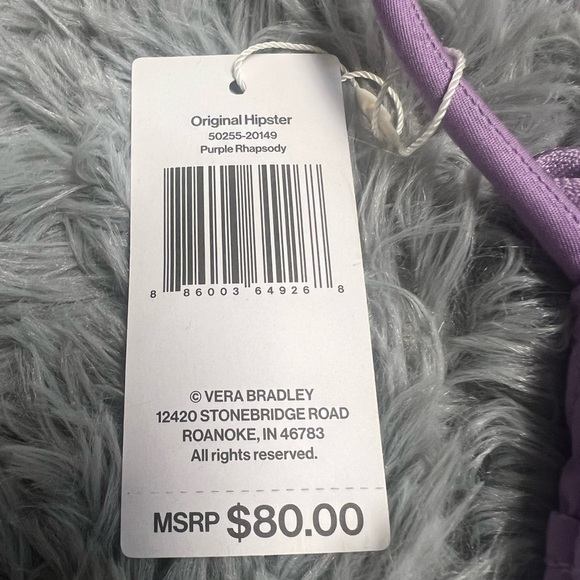 Original Hipster
50255-20149
Purple Rhapsody
8 86003 64926 8
© VERA BRADLEY
12420 STONEBRIDGE ROAD
ROANOKE, IN 46783
All rights reserved.
MSRP $80.00